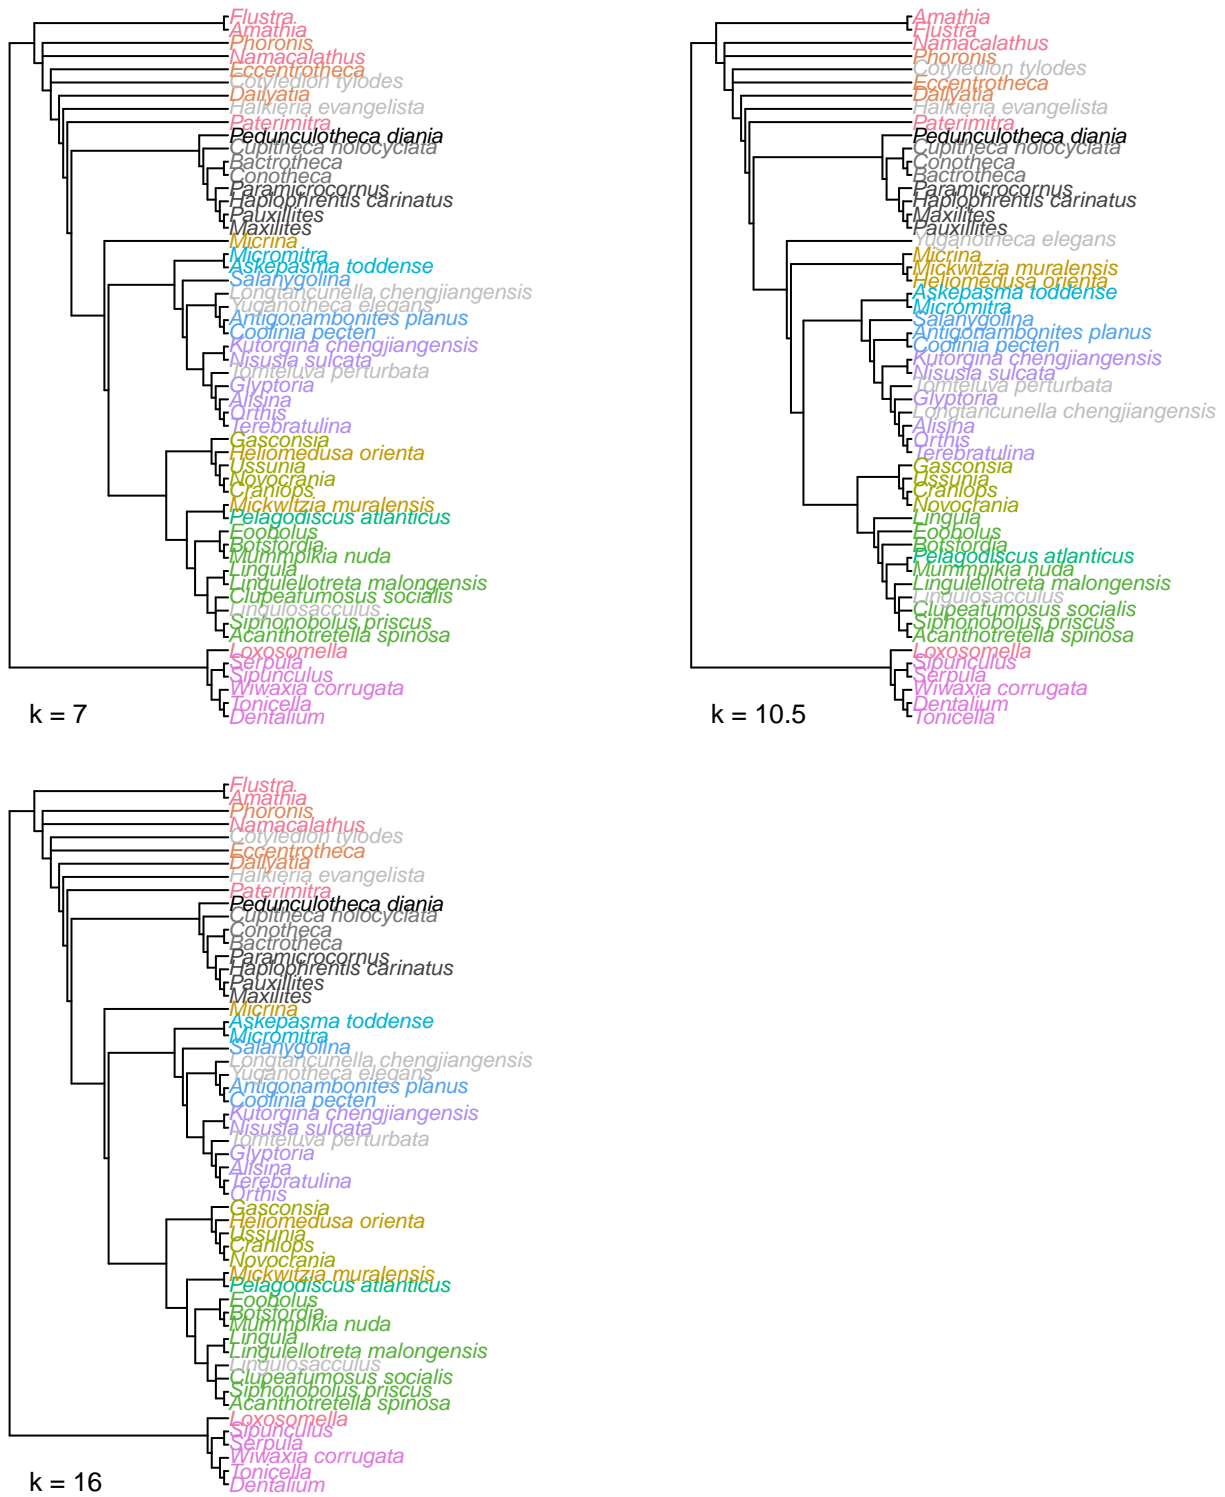 Flustra
Amathia
Phoronis
Namacalathus
Eccentrotheca
Cotyledion tylodes
Dailyatia
Halkieria evangelista
Paterimitra
Pedunculotheca diania
Cupitheca holocyclata
Bactrotheca
Conotheca
Paramicrocornus
Haplophrentis carinatus
Pauxillites
Maxilites
Micrina
Micromitra
Askepasma toddense
Salanygolina
Longtancunella chengjiangensis
Yuganotheca elegans
Antigonambonites planus
Coolinia pecten
Kutorgina chengjiangensis
Nisusia sulcata
Tomteluva perturbata
Glyptoria
Alisina
Orthis
Terebratulina
Gasconsia
Heliomedusa orienta
Ussunia
Novocrania
Craniops
Mickwitzia muralensis
Pelagodiscus atlanticus
Eoobolus
Botsfordia
Mummpikia nuda
Lingula
Lingulellotreta malongensis
Clupeafumosus socialis
Lingulosacculus
Siphonobolus priscus
Acanthotretella spinosa
Loxosomella
Serpula
Sipunculus
Wiwaxia corrugata
Tonicella
Dentalium
k = 7
Amathia
Flustra
Namacalathus
Phoronis
Cotyledion tylodes
Eccentrotheca
Dailyatia
Halkieria evangelista
Paterimitra
Pedunculotheca diania
Cupitheca holocyclata
Conotheca
Bactrotheca
Paramicrocornus
Haplophrentis carinatus
Maxilites
Pauxillites
Yuganotheca elegans
Micrina
Mickwitzia muralensis
Heliomedusa orienta
Askepasma toddense
Micromitra
Salanygolina
Antigonambonites planus
Coolinia pecten
Kutorgina chengjiangensis
Nisusia sulcata
Tomteluva perturbata
Glyptoria
Longtancunella chengjiangensis
Alisina
Orthis
Terebratulina
Gasconsia
Ussunia
Craniops
Novocrania
Lingula
Eoobolus
Botsfordia
Pelagodiscus atlanticus
Mummpikia nuda
Lingulellotreta malongensis
Lingulosacculus
Clupeafumosus socialis
Siphonobolus priscus
Acanthotretella spinosa
Loxosomella
Sipunculus
Serpula
Wiwaxia corrugata
Dentalium
Tonicella
k = 10.5
Flustra
Amathia
Phoronis
Namacalathus
Cotyledion tylodes
Eccentrotheca
Dailyatia
Halkieria evangelista
Paterimitra
Pedunculotheca diania
Cupitheca holocyclata
Conotheca
Bactrotheca
Paramicrocornus
Haplophrentis carinatus
Pauxillites
Maxilites
Micrina
Askepasma toddense
Micromitra
Salanygolina
Longtancunella chengjiangensis
Yuganotheca elegans
Antigonambonites planus
Coolinia pecten
Kutorgina chengjiangensis
Nisusia sulcata
Tomteluva perturbata
Glyptoria
Alisina
Terebratulina
Orthis
Gasconsia
Heliomedusa orienta
Ussunia
Craniops
Novocrania
Mickwitzia muralensis
Pelagodiscus atlanticus
Eoobolus
Botsfordia
Mummpikia nuda
Lingula
Lingulellotreta malongensis
Lingulosacculus
Clupeafumosus socialis
Siphonobolus priscus
Acanthotretella spinosa
Loxosomella
Sipunculus
Serpula
Wiwaxia corrugata
Tonicella
Dentalium
k = 16